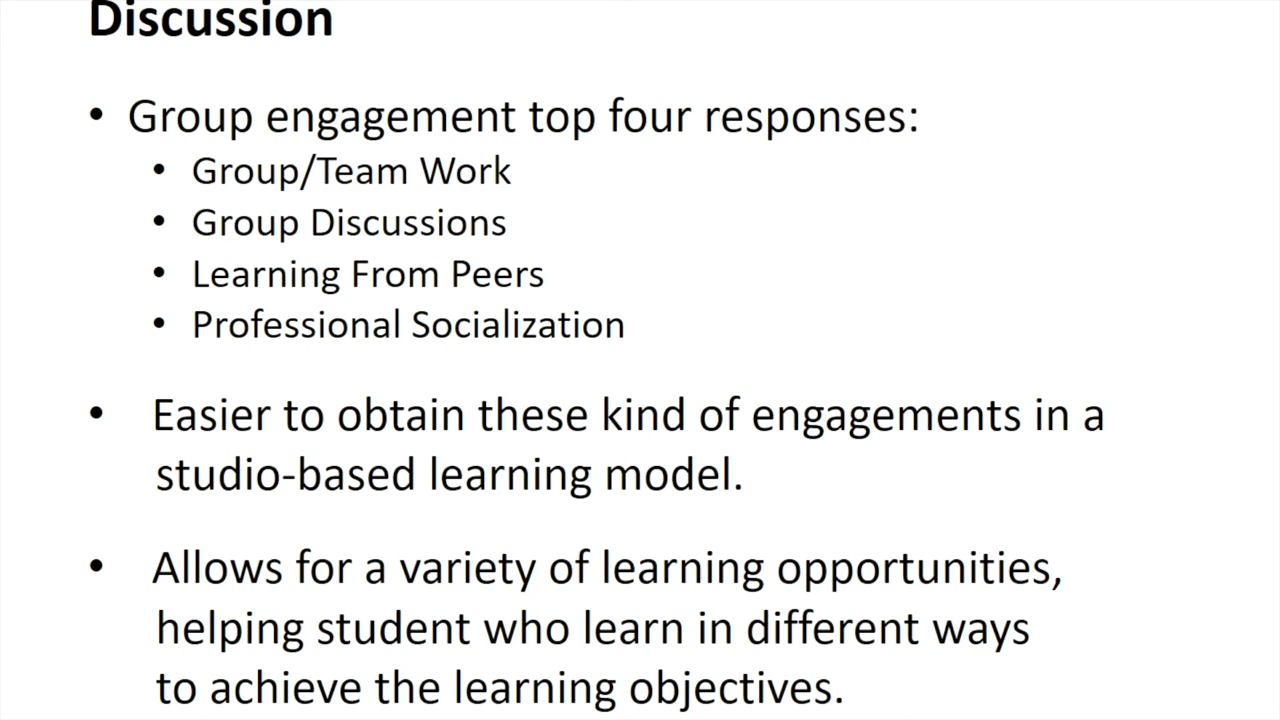 Discussion
• Group engagement top four responses:
• Group/Team Work
• Group Discussions
• Learning From Peers
• Professional Socialization
• Easier to obtain these kind of engagements in a
studio-based learning model.
• Allows for a variety of learning opportunities,
helping student who learn in different ways
to achieve the learning objectives.